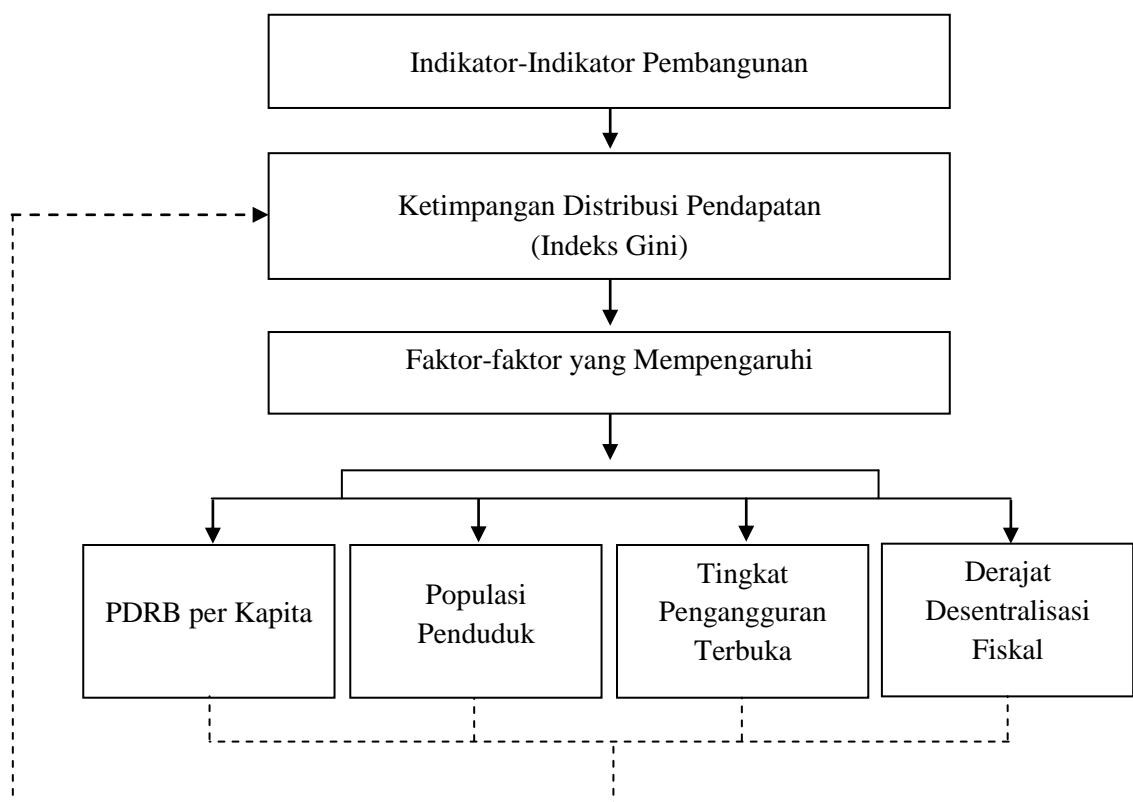 Indikator-Indikator Pembangunan
Ketimpangan Distribusi Pendapatan
(Indeks Gini)
Faktor-faktor yang Mempengaruhi
PDRB per Kapita
Populasi
Penduduk
Tingkat
Pengangguran
Terbuka
Derajat
Desentralisasi
Fiskal